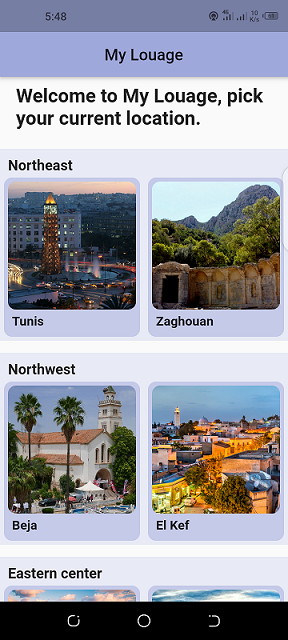 5:48
My Louage
Welcome to My Louage, pick
your current location.
Northeast
Tunis
Zaghouan
Northwest
Beja
El Kef
Eastern center